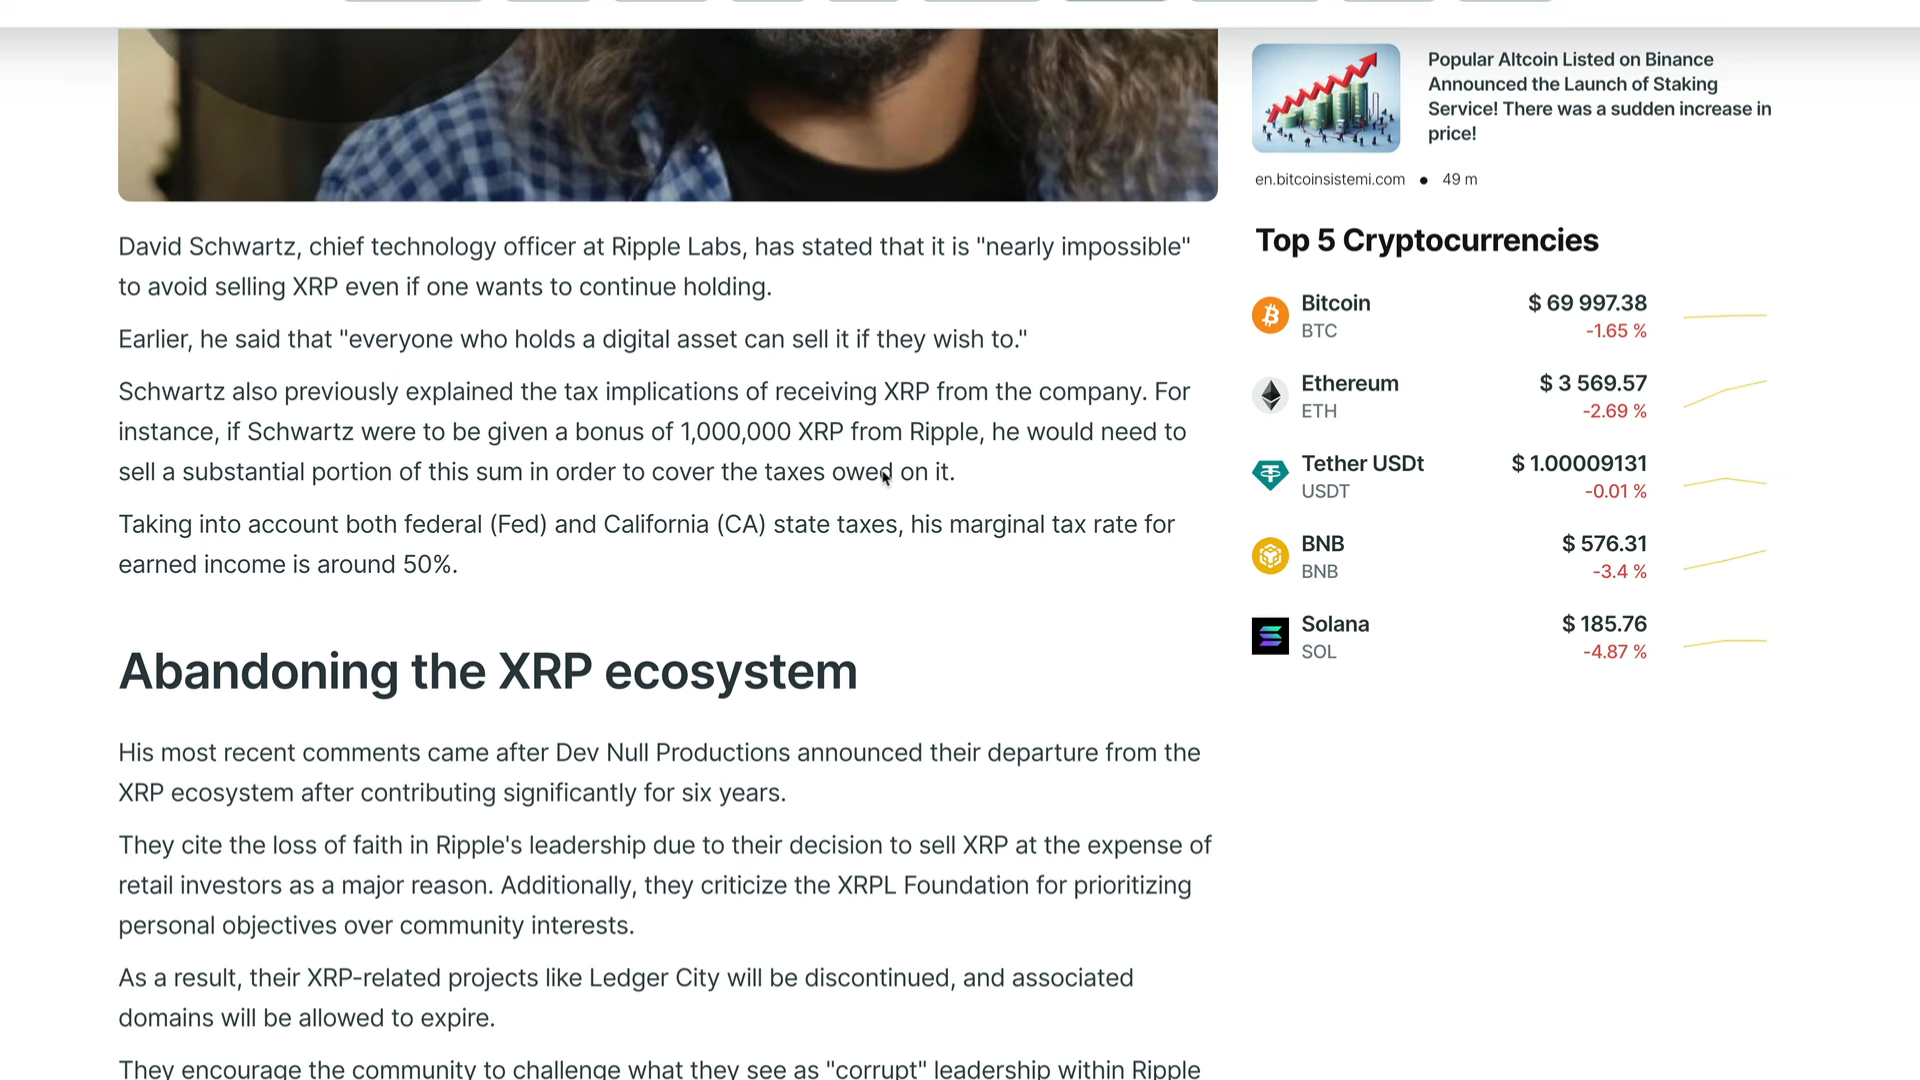 David Schwartz, chief technology officer at Ripple Labs, has stated that it is "nearly impossible"
to avoid selling XRP even if one wants to continue holding.
Earlier, he said that "everyone who holds a digital asset can sell it if they wish to."
Schwartz also previously explained the tax implications of receiving XRP from the company. For
instance, if Schwartz were to be given a bonus of 1,000,000 XRP from Ripple, he would need to
sell a substantial portion of this sum in order to cover the taxes owed on it.
Taking into account both federal (Fed) and California (CA) state taxes, his marginal tax rate for
earned income is around 50%.
Abandoning the XRP ecosystem
His most recent comments came after Dev Null Productions announced their departure from the
XRP ecosystem after contributing significantly for six years.
They cite the loss of faith in Ripple's leadership due to their decision to sell XRP at the expense of
retail investors as a major reason. Additionally, they criticize the XRPL Foundation for prioritizing
personal objectives over community interests.
As a result, their XRP-related projects like Ledger City will be discontinued, and associated
domains will be allowed to expire.
They encourage the community to challenge what they see as "corrupt" leadership within Ripple
Popular Altcoin Listed on Binance
Announced the Launch of Staking
Service! There was a sudden increase in
price!
en.bitcoinsistemi.com ● 49 m
Top 5 Cryptocurrencies
Bitcoin $ 69 997.38
BTC -1.65 %
Ethereum $ 3 569.57
ETH -2.69 %
Tether USDt $ 1.00009131
USDT -0.01 %
BNB $ 576.31
BNB -3.4 %
Solana $ 185.76
SOL -4.87 %